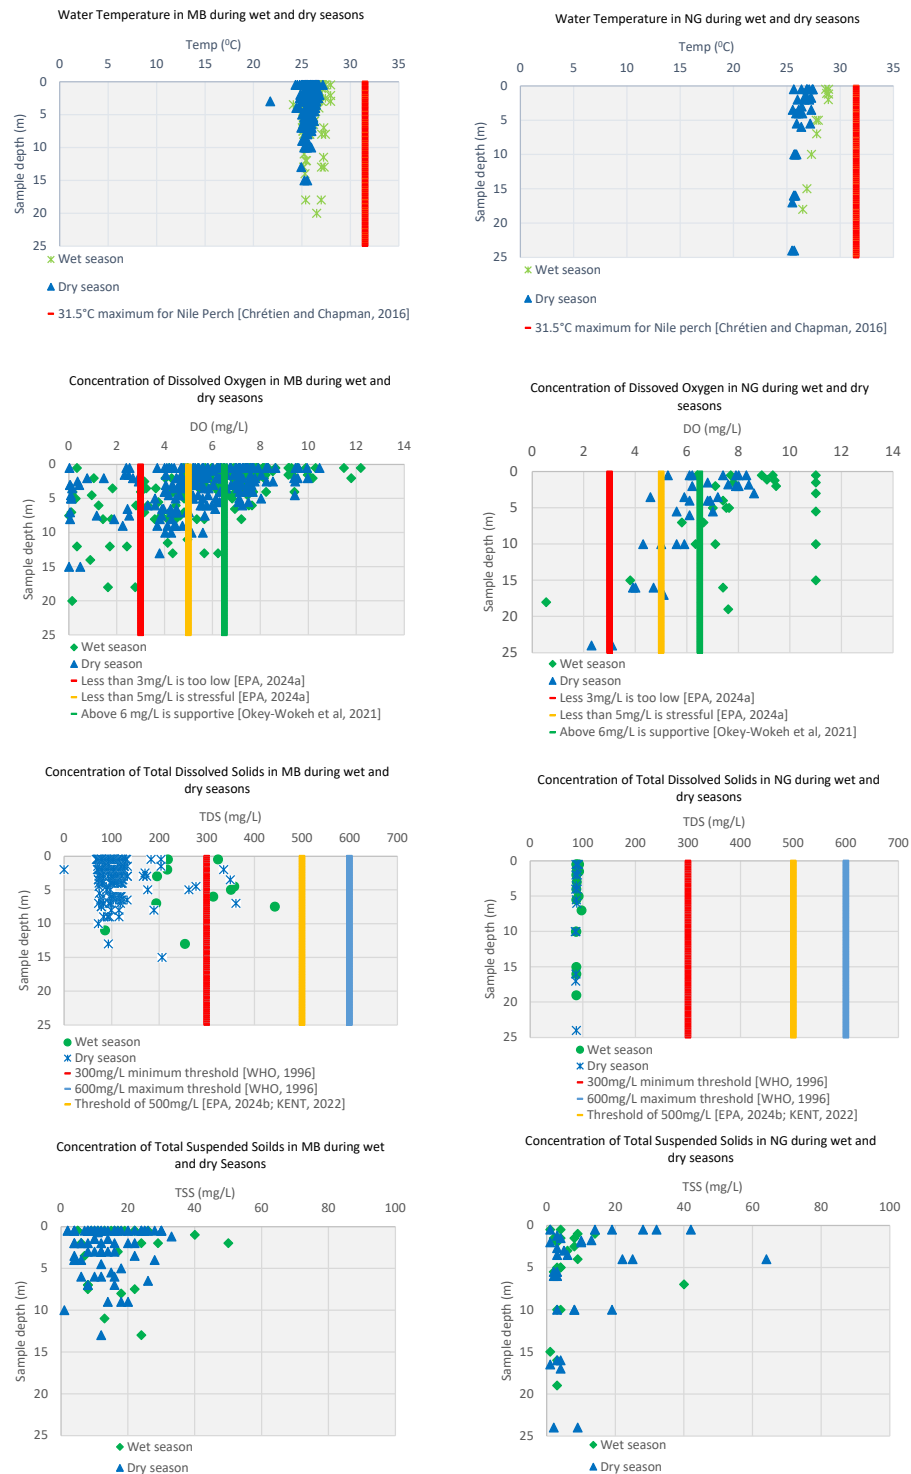 Water Temperature in MB during wet and dry seasons
Temp (⁰C)
0 5 10 15 20 25 30 35
0
5
10
15
20
25
Sample depth (m)
Wet season
Dry season
31.5°C maximum for Nile Perch [Chrétien and Chapman, 2016]
Water Temperature in NG during wet and dry seasons
Temp (⁰C)
0 5 10 15 20 25 30 35
0
5
10
15
20
25
Sample depth (m)
Wet season
Dry season
31.5°C maximum for Nile perch [Chrétien and Chapman, 2016]
Concentration of Dissolved Oxygen in MB during wet and
dry seasons
DO (mg/L)
0 2 4 6 8 10 12 14
0
5
10
15
20
25
Sample depth (m)
Wet season
Dry season
Less than 3mg/L is too low [EPA, 2024a]
Less than 5mg/L is stressful [EPA, 2024a]
Above 6 mg/L is supportive [Okey-Wokeh et al, 2021]
Concentration of Dissoved Oxygen in NG during wet and dry
seasons
DO (mg/L)
0 2 4 6 8 10 12 14
0
5
10
15
20
25
Sample depth (m)
Wet season
Dry season
Less 3mg/L is too low [EPA, 2024a]
Less than 5mg/L is stressful [EPA, 2024a]
Above 6mg/L is supportive [Okey-Wokeh et al, 2021]
Concentration of Total Dissolved Solids in MB during wet and
dry seasons
TDS (mg/L)
0 100 200 300 400 500 600 700
0
5
10
15
20
25
Sample depth (m)
Wet season
Dry season
300mg/L minimum threshold [WHO, 1996]
600mg/L maximum threshold [WHO, 1996]
Threshold of 500mg/L [EPA, 2024b; KENT, 2022]
Concentration of Total Dissolved Solids in NG during wet and
dry seasons
TDS (mg/L)
0 100 200 300 400 500 600 700
0
5
10
15
20
25
Sample depth (m)
Wet season
Dry season
300mg/L minimum threshold [WHO, 1996]
600mg/L maximum threshold [WHO, 1996]
Threshold of 500mg/L [EPA, 2024b; KENT, 2022]
Concentration of Total Suspended Soilds in MB during wet
and dry Seasons
TSS (mg/L)
0 20 40 60 80 100
0
5
10
15
20
25
Sample depth (m)
Wet season
Dry season
Concentration of Total Suspended Solids in NG during wet and
dry seasons
TSS (mg/L)
0 20 40 60 80 100
0
5
10
15
20
25
Sample depth (m)
Wet season
Dry season